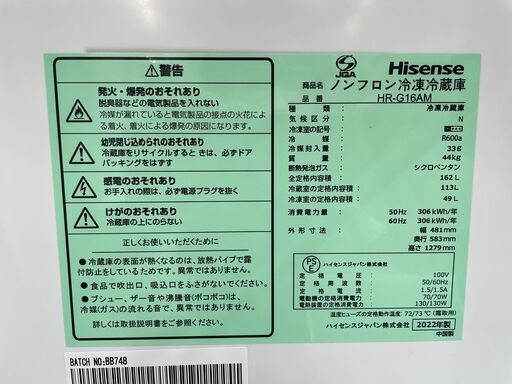 警告
発火・爆発のおそれあり
脱臭器などの電気製品を入れない
冷媒が漏れていると電気製品の接点の火花に
よる着火、着火による爆発のおそれあり。
幼児閉じ込められのおそれあり
冷蔵庫をリサイクルするときは、必ずドア
パッキングをはずす
感電のおそれあり
お手入れの際は、必ず電源プラグを抜く
けがのおそれあり
冷蔵庫の上にのらない
正しくお使いいただくために
●冷蔵庫の表面が熱くなるのは、放熱パイプで露
付防止をしているためです。異常ではありません。
●食品で吹出口、吸込口をふさがないでください。
●ブシュー、ザー音や沸騰音(ボコボコ)は、
冷媒(ガス)の流れる音で、異常ではありません。
詳しくは取扱説明書をご参照ください。
BATCH NO:BB748
JQA
Hisense
商品名 ノンフロン冷凍冷蔵庫
品番 HR-G16AM
種類 冷凍冷蔵庫
気候区分 N
冷凍室の記号
冷媒 R600a
冷媒封入量 33g
質量 44kg
断熱発泡ガス シクロペンタン
全定格内容積 162L
冷蔵室の定格内容積 113L
冷凍室の定格内容積 49L
消費電力量 50Hz 306kWh/年
60Hz 306kWh/年
外形寸法 幅 481mm
奥行 583mm
高さ 1279mm
PSE ハイセンスジャパン株式会社
定格電圧 100V
定格周波数 50/60Hz
定格電流 1.5/1.5A
電動機の定格消費電力 70/70W
電熱装置の定格消費電力 130/130W
温度ヒューズの定格動作温度 72/73℃(霜取用)
ハイセンスジャパン株式会社 2022年製
中国製